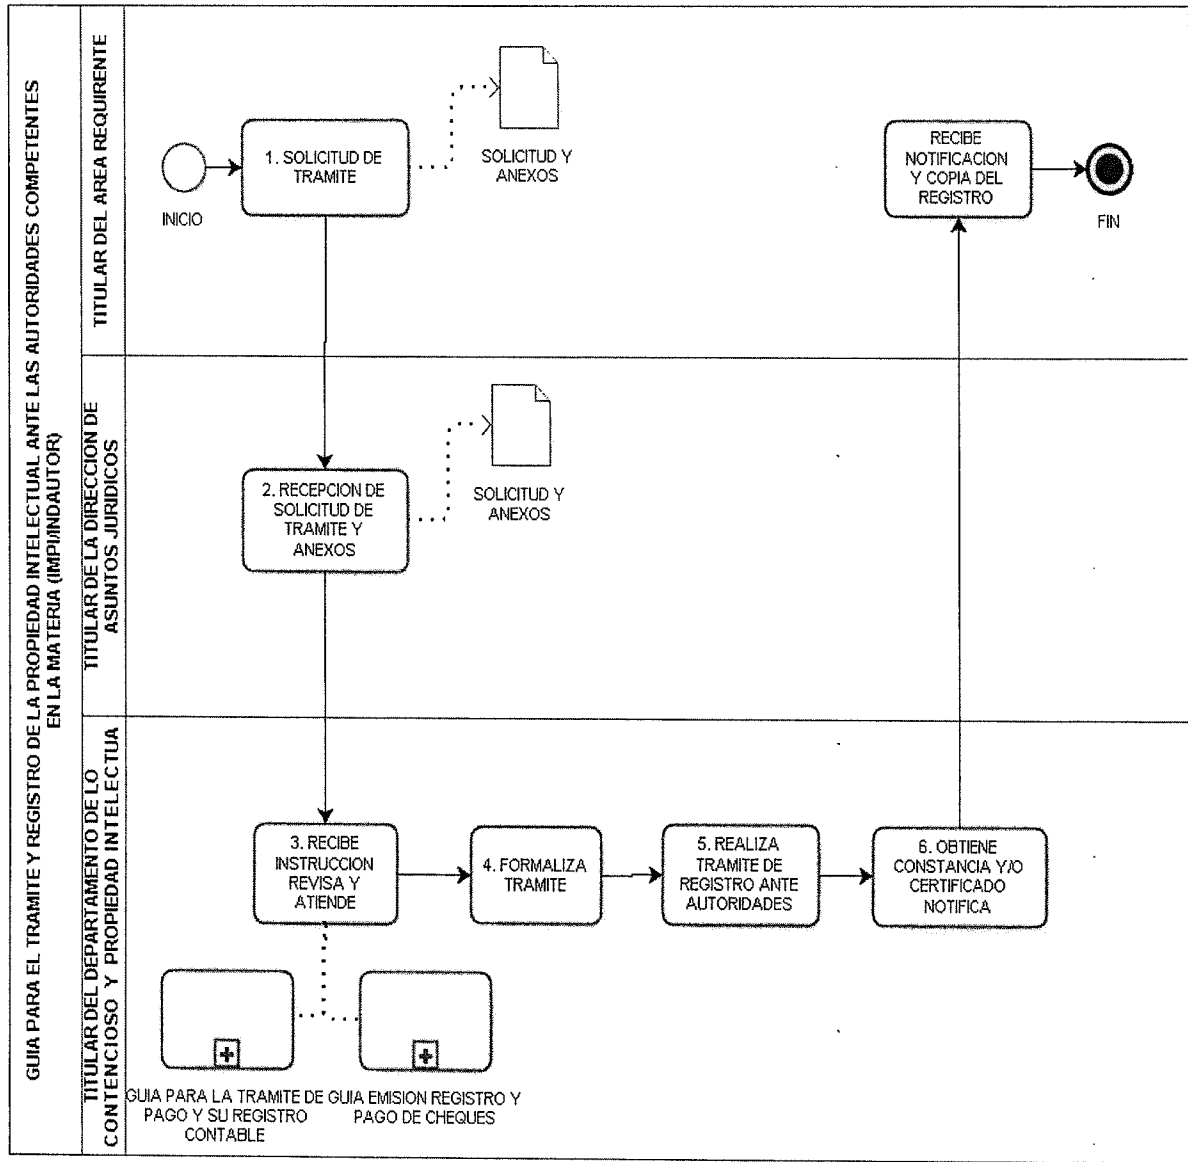 GUIA PARA EL TRAMITE Y REGISTRO DE LA PROPIEDAD INTELECTUAL ANTE LAS AUTORIDADES COMPETENTES
EN LA MATERIA (IMPI/INDAUTOR)
TITULAR DEL AREA REQUIRENTE
INICIO
1. SOLICITUD DE
TRAMITE
SOLICITUD Y
ANEXOS
RECIBE
NOTIFICACION
Y COPIA DEL
REGISTRO
FIN
TITULAR DE LA DIRECCION DE
ASUNTOS JURIDICOS
2. RECEPCION DE
SOLICITUD DE
TRAMITE Y
ANEXOS
SOLICITUD Y
ANEXOS
TITULAR DEL DEPARTAMENTO DE LO
CONTENCIOSO Y PROPIEDAD INTELECTUA
3. RECIBE
INSTRUCCION
REVISA Y
ATIENDE
4. FORMALIZA
TRAMITE
5. REALIZA
TRAMITE DE
REGISTRO ANTE
AUTORIDADES
6. OBTIENE
CONSTANCIA Y/O
CERTIFICADO
NOTIFICA
GUIA PARA LA TRAMITE DE
PAGO Y SU REGISTRO
CONTABLE
GUIA EMISION REGISTRO Y
PAGO DE CHEQUES